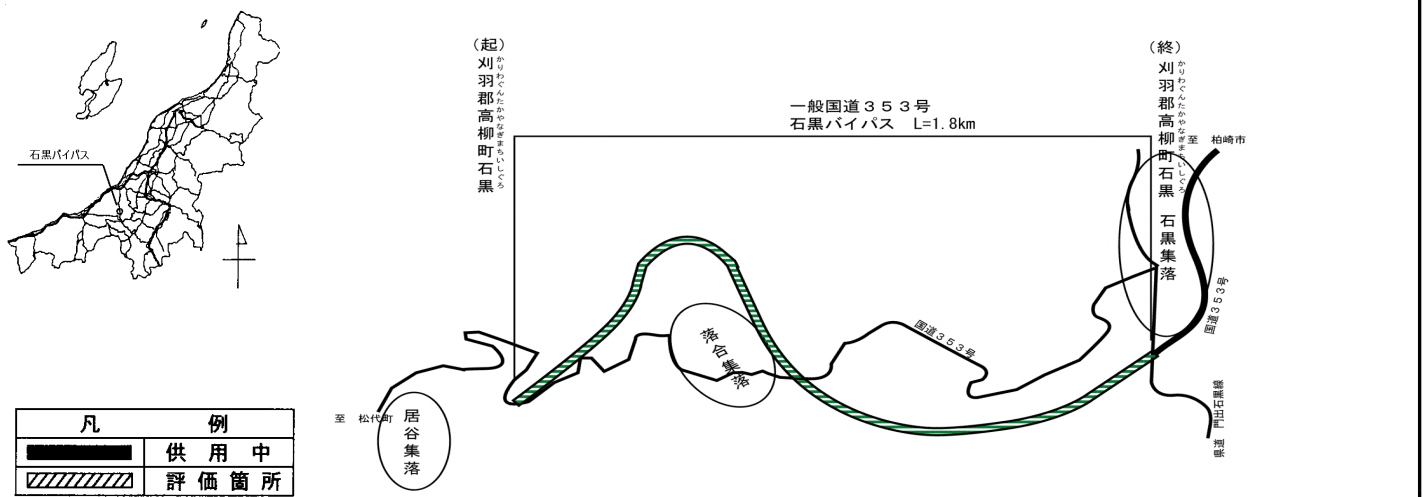 石黒バイパス
(起)
刈羽郡高柳町石黒
かりわぐんたかやなぎまちいしぐろ
一般国道353号
石黒バイパス L=1.8km
(終)
刈羽郡高柳町石黒
かりわぐんたかやなぎまちいしぐろ
至 柏崎市
石黒集落
国道353号
国道353号
落合集落
県道 門出石黒線
至 松代町
居谷集落
凡 例
供用中
評価箇所